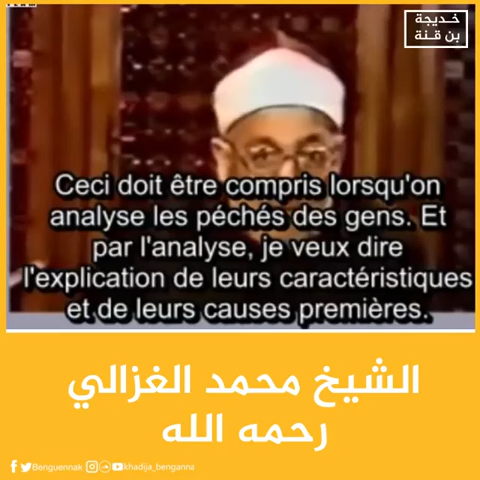 خديجة
بن قنة
Ceci doit être compris lorsqu'on
analyse les péchés des gens. Et
par l'analyse, je veux dire
l'explication de leurs caractéristiques
et de leurs causes premières.
الشيخ محمد الغزالي
رحمه الله
Benguennak khadija_benganna